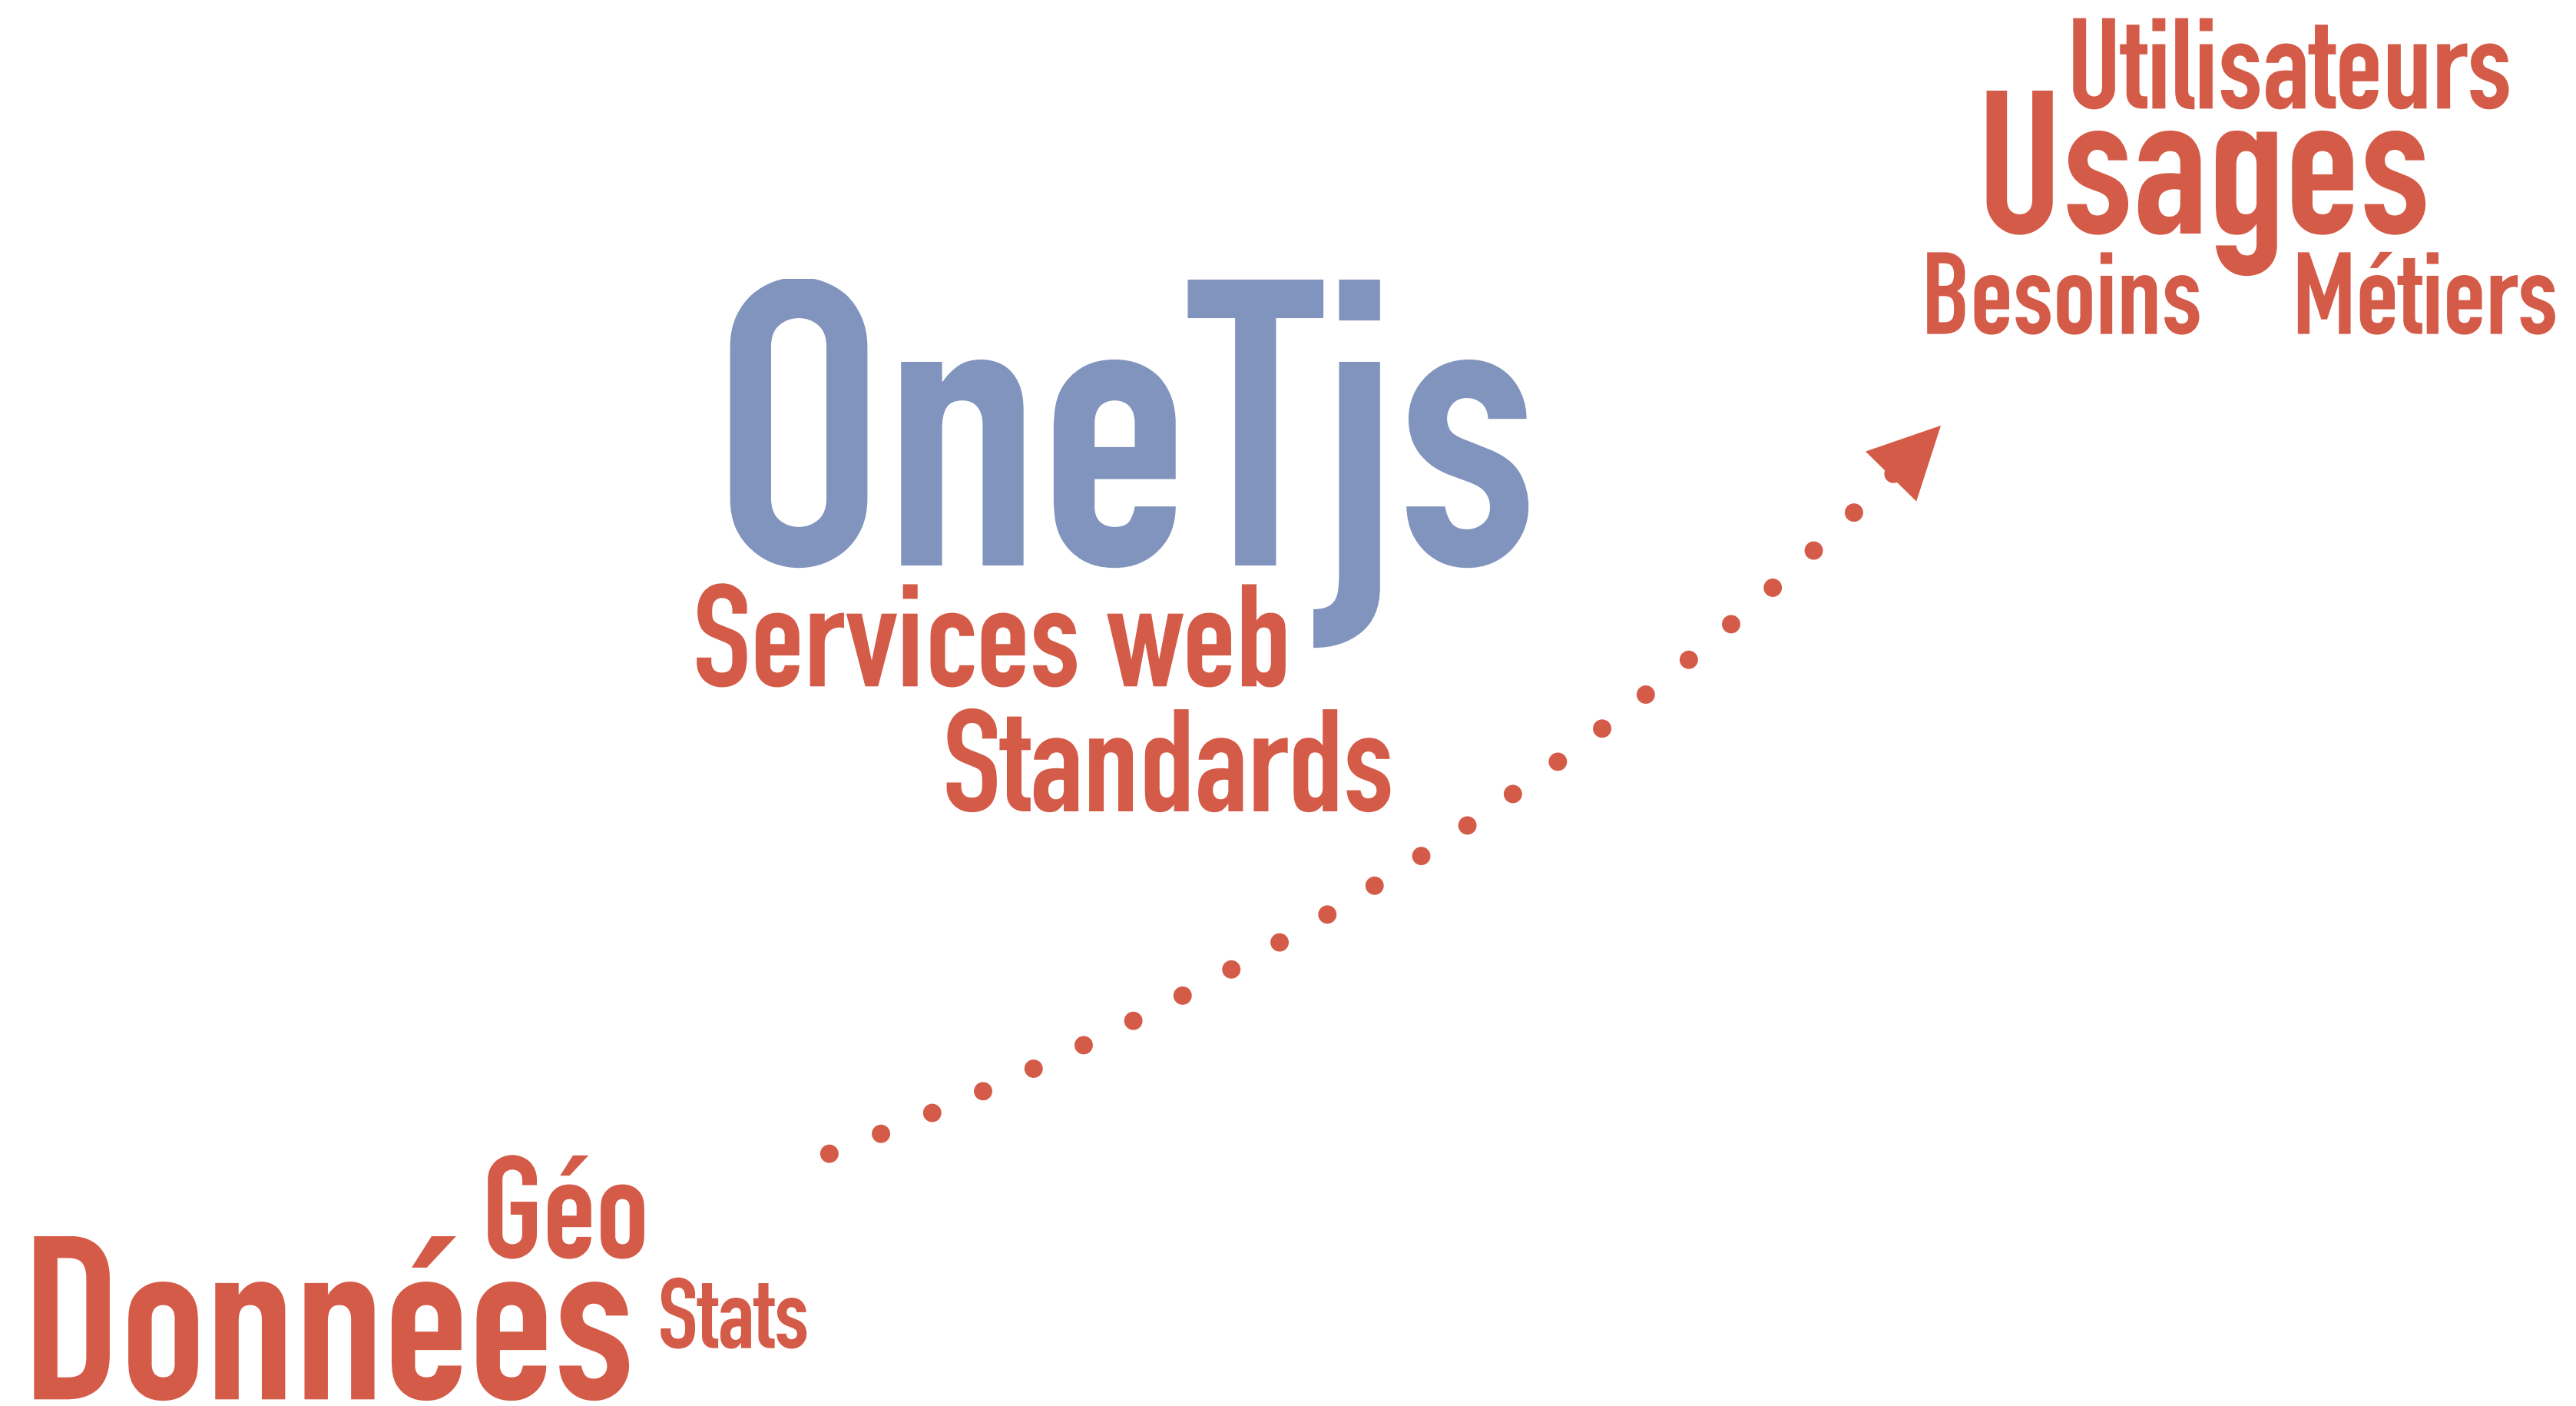 Utilisateurs
Usages
Besoins Métiers
OneTjs
Services web
Standards
Géo
Données
Stats